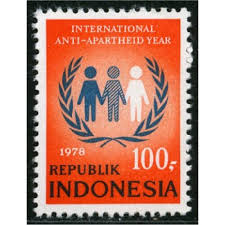 INTERNATIONAL
ANTI-APARTHEID YEAR
1978
100,-
REPUBLIK
INDONESIA